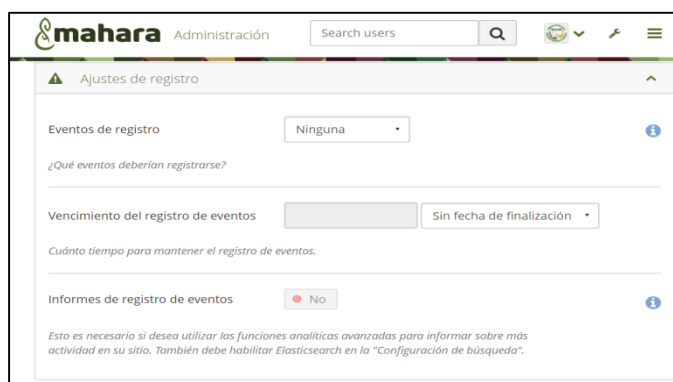 mahara Administración Search users
Ajustes de registro
Eventos de registro Ninguna
¿Qué eventos deberían registrarse?
Vencimiento del registro de eventos Sin fecha de finalización
Cuánto tiempo para mantener el registro de eventos.
Informes de registro de eventos No
Esto es necesario si desea utilizar las funciones analíticas avanzadas para informar sobre más
actividad en su sitio. También debe habilitar Elasticsearch en la "Configuración de búsqueda".